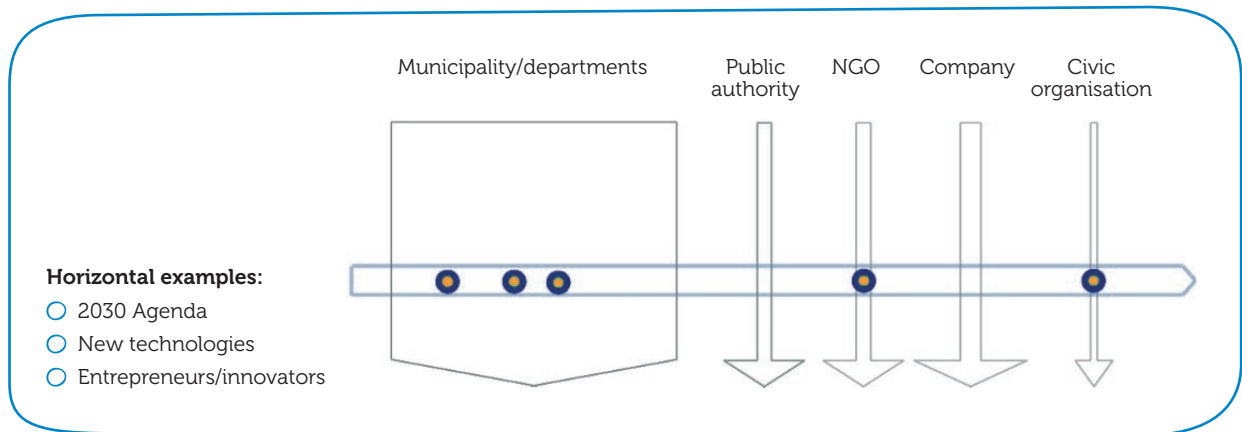 Municipality/departments
Public
authority
NGO
Company
Civic
organisation
Horizontal examples:
2030 Agenda
New technologies
Entrepreneurs/innovators